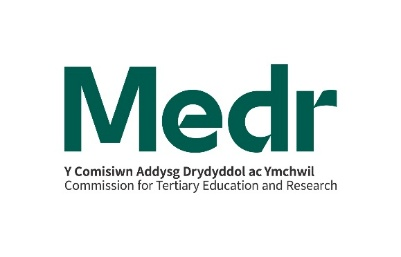 Medr
Y Comisiwn Addysg Drydyddol ac Ymchwil
Commission for Tertiary Education and Research